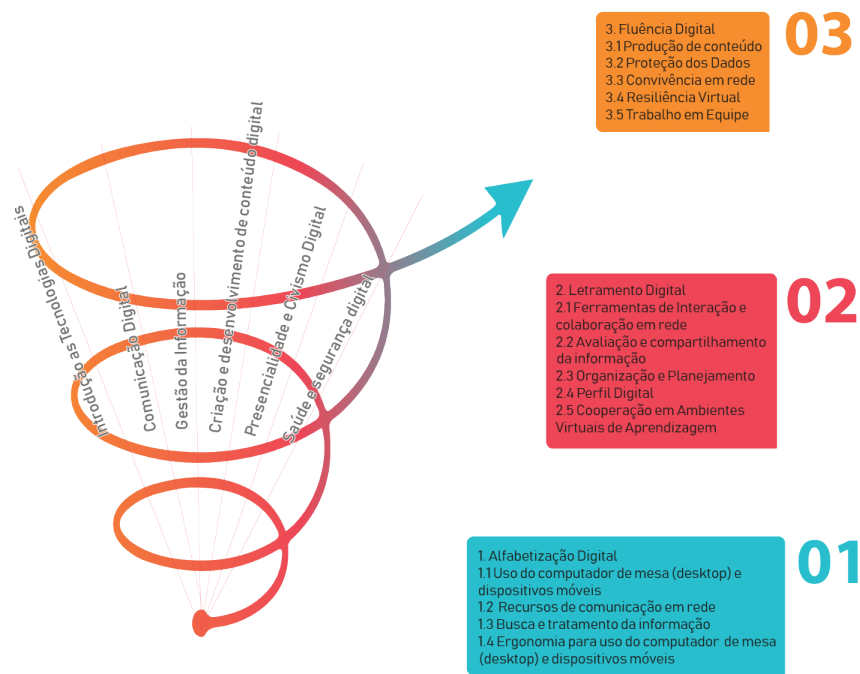 3. Fluência Digital
3.1 Produção de conteúdo
3.2 Proteção dos Dados
3.3 Convivência em rede
3.4 Resiliência Virtual
3.5 Trabalho em Equipe
03
Introdução as Tecnologias Digitais
Comunicação Digital
Gestão da Informação
Criação e desenvolvimento de conteúdo digital
Presencialidade e Civismo Digital
Saúde e segurança digital
2. Letramento Digital
2.1 Ferramentas de Interação e
colaboração em rede
2.2 Avaliação e compartilhamento
da informação
2.3 Organização e Planejamento
2.4 Perfil Digital
2.5 Cooperação em Ambientes
Virtuais de Aprendizagem
02
1. Alfabetização Digital
1.1 Uso do computador de mesa (desktop) e
dispositivos móveis
1.2 Recursos de comunicação em rede
1.3 Busca e tratamento da informação
1.4 Ergonomia para uso do computador de mesa
(desktop) e dispositivos móveis
01